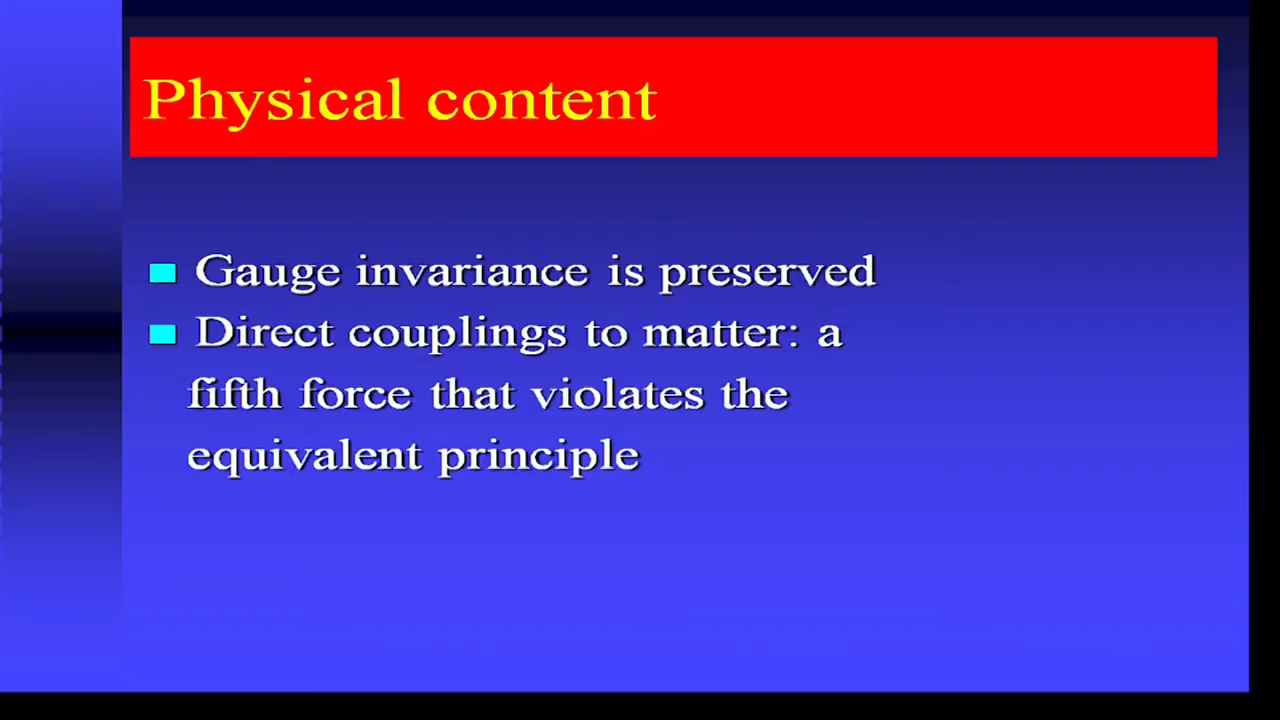 Physical content
Gauge invariance is preserved
Direct couplings to matter: a
fifth force that violates the
equivalent principle